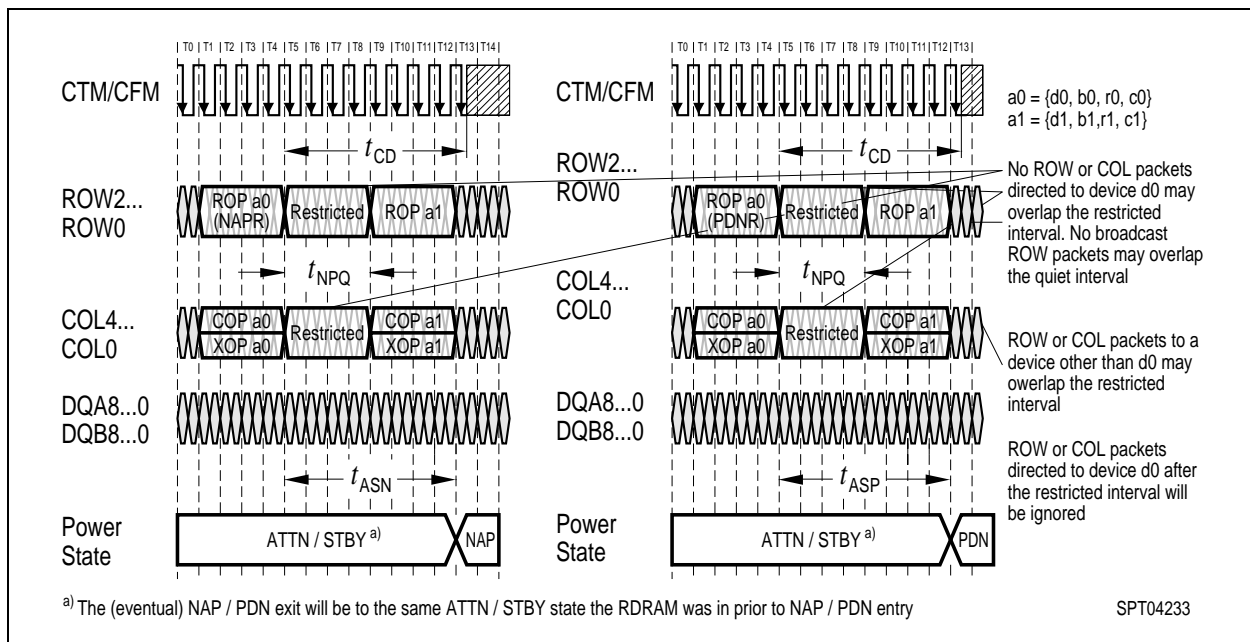 T0 T1 T2 T3 T4 T5 T6 T7 T8 T9 T10 T11 T12 T13 T14
CTM/CFM
tCD
ROW2...
ROW0
ROP a0
(NAPR)
Restricted
ROP a1
tNPQ
COL4...
COL0
COP a0
XOP a0
Restricted
COP a1
XOP a1
DQA8...0
DQB8...0
tASN
Power
State
ATTN / STBY a)
NAP
T0 T1 T2 T3 T4 T5 T6 T7 T8 T9 T10 T11 T12 T13
CTM/CFM
tCD
ROW2...
ROW0
ROP a0
(PDNR)
Restricted
ROP a1
tNPQ
COL4...
COL0
COP a0
XOP a0
Restricted
COP a1
XOP a1
DQA8...0
DQB8...0
tASP
Power
State
ATTN / STBY a)
PDN
a0 = {d0, b0, r0, c0}
a1 = {d1, b1,r1, c1}
No ROW or COL packets
directed to device d0 may
overlap the restricted
interval. No broadcast
ROW packets may overlap
the quiet interval
ROW or COL packets to a
device other than d0 may
owerlap the restricted
interval
ROW or COL packets
directed to device d0 after
the restricted interval will
be ignored
a) The (eventual) NAP / PDN exit will be to the same ATTN / STBY state the RDRAM was in prior to NAP / PDN entry
SPT04233